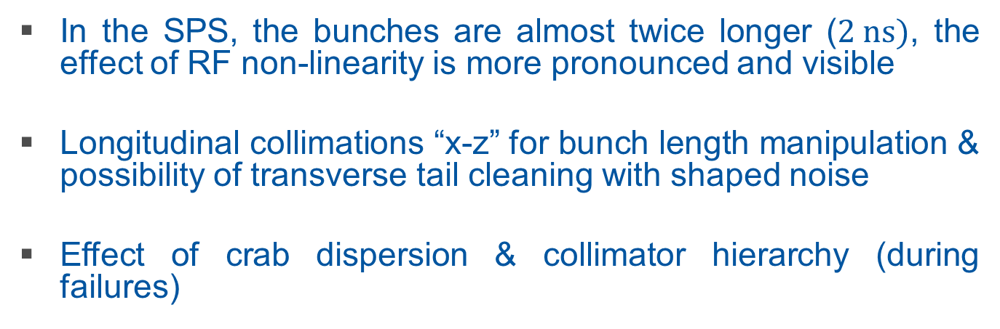 ▪ In the SPS, the bunches are almost twice longer (2 ns), the
effect of RF non-linearity is more pronounced and visible
▪ Longitudinal collimations “x-z” for bunch length manipulation &
possibility of transverse tail cleaning with shaped noise
▪ Effect of crab dispersion & collimator hierarchy (during
failures)